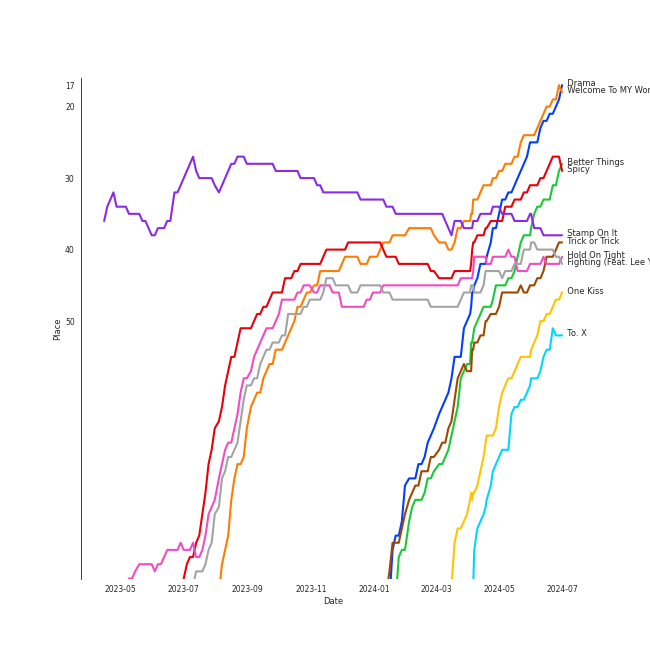 17
20
30
40
50
Place
Drama
Welcome To MY Wor
Better Things
Spicy
Stamp On It
Trick or Trick
Hold On Tight
Fighting (Feat. Lee Y
One Kiss
To. X
2023-05
2023-07
2023-09
2023-11
2024-01
2024-03
2024-05
2024-07
Date